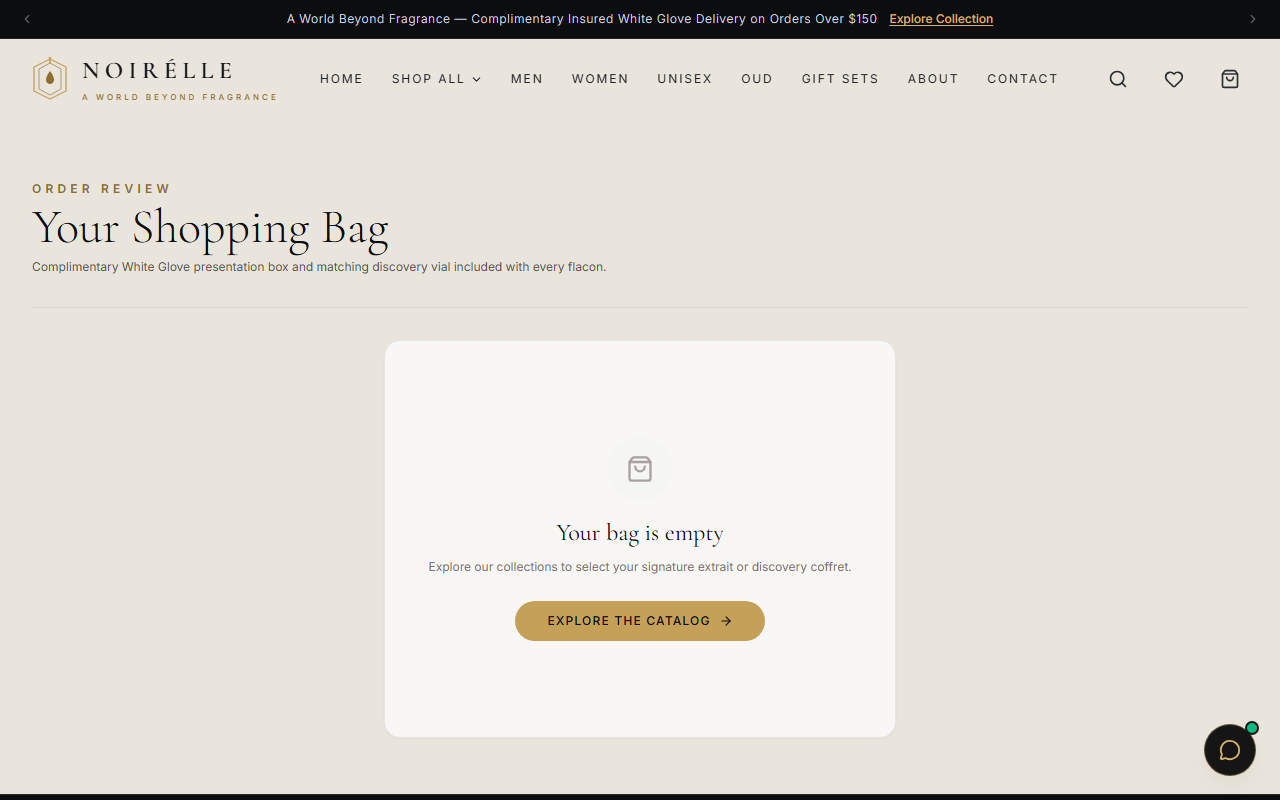 A World Beyond Fragrance — Complimentary Insured White Glove Delivery on Orders Over $150 Explore Collection
NOIRÉLLE
A WORLD BEYOND FRAGRANCE
HOME SHOP ALL MEN WOMEN UNISEX OUD GIFT SETS ABOUT CONTACT
ORDER REVIEW
Your Shopping Bag
Complimentary White Glove presentation box and matching discovery vial included with every flacon.
Your bag is empty
Explore our collections to select your signature extrait or discovery coffret.
EXPLORE THE CATALOG →